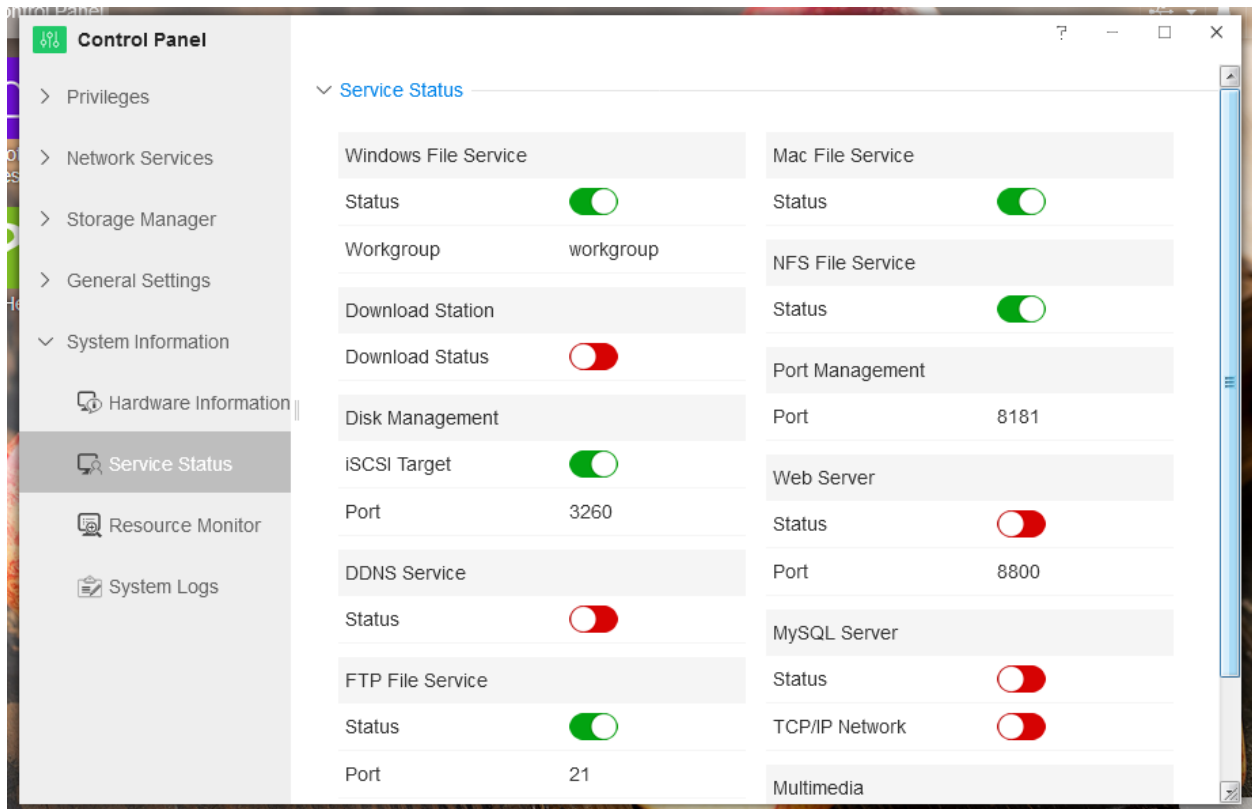 Control Panel
Control Panel
?
Privileges
Network Services
Storage Manager
General Settings
System Information
Hardware Information
Service Status
Resource Monitor
System Logs
Service Status
Windows File Service
Status
Workgroup workgroup
Download Station
Download Status
Disk Management
iSCSI Target
Port 3260
DDNS Service
Status
FTP File Service
Status
Port 21
Mac File Service
Status
NFS File Service
Status
Port Management
Port 8181
Web Server
Status
Port 8800
MySQL Server
Status
TCP/IP Network
Multimedia